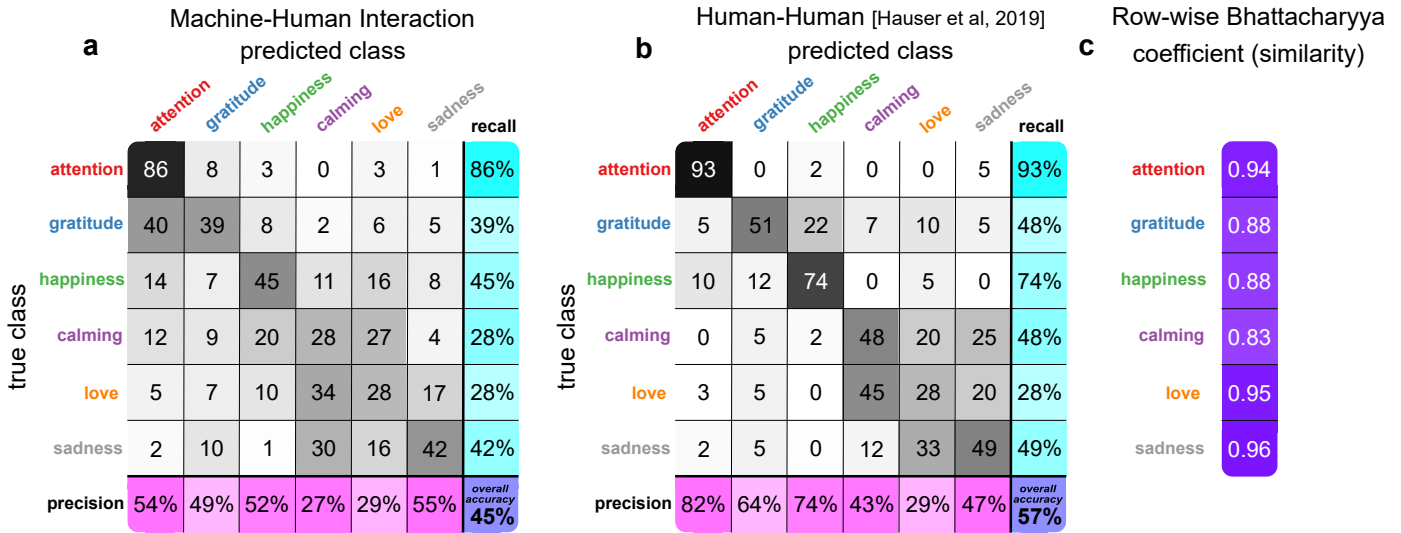 Machine-Human Interaction
a
predicted class
attention gratitude happiness calming love sadness recall
true class
attention 86 8 3 0 3 1 86%
gratitude 40 39 8 2 6 5 39%
happiness 14 7 45 11 16 8 45%
calming 12 9 20 28 27 4 28%
love 5 7 10 34 28 17 28%
sadness 2 10 1 30 16 42 42%
precision 54% 49% 52% 27% 29% 55% overall accuracy 45%
Human-Human [Hauser et al, 2019]
b
predicted class
attention gratitude happiness calming love sadness recall
true class
attention 93 0 2 0 0 5 93%
gratitude 5 51 22 7 10 5 48%
happiness 10 12 74 0 5 0 74%
calming 0 5 2 48 20 25 48%
love 3 5 0 45 28 20 28%
sadness 2 5 0 12 33 49 49%
precision 82% 64% 74% 43% 29% 47% overall accuracy 57%
Row-wise Bhattacharyya
c
coefficient (similarity)
attention 0.94
gratitude 0.88
happiness 0.88
calming 0.83
love 0.95
sadness 0.96